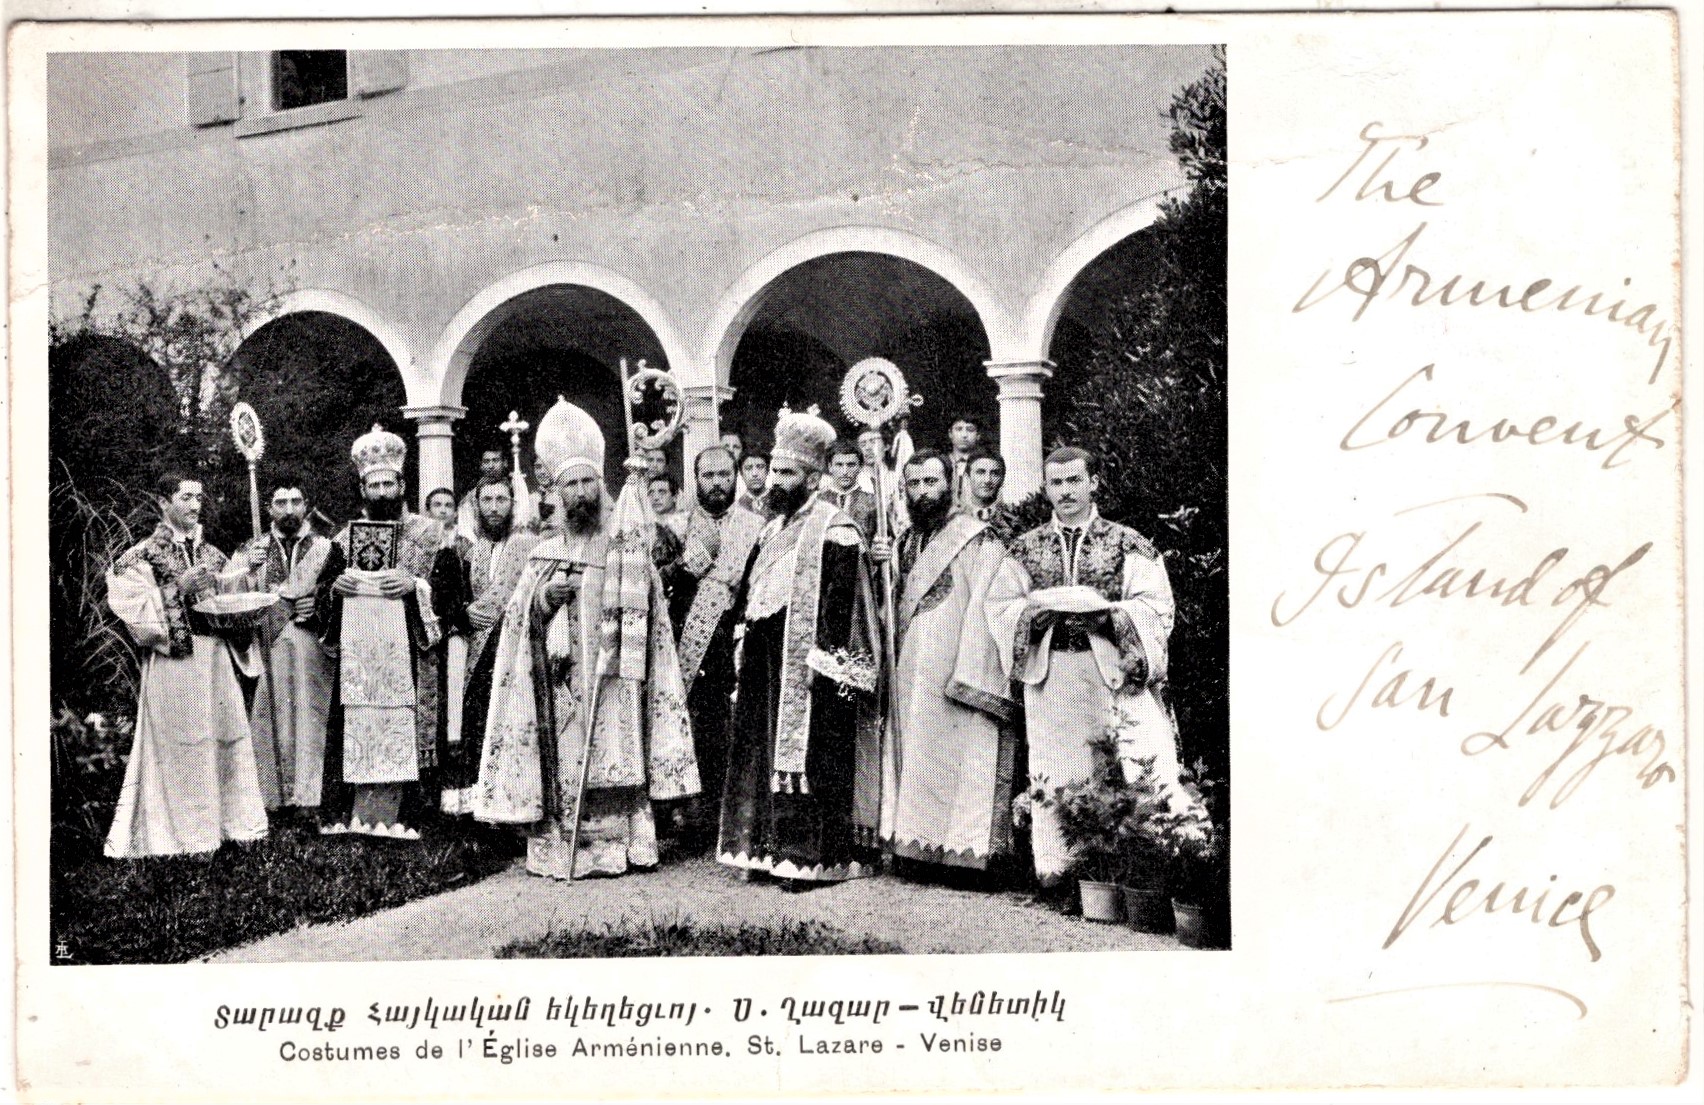 Տարազք Հայկական եկեղեցւոյ. Ս. Ղազար — վենետիկ
Costumes de l' Église Arménienne. St. Lazare - Venise
The
Armenian
Convent
Island of
San Lazzaro
Venice